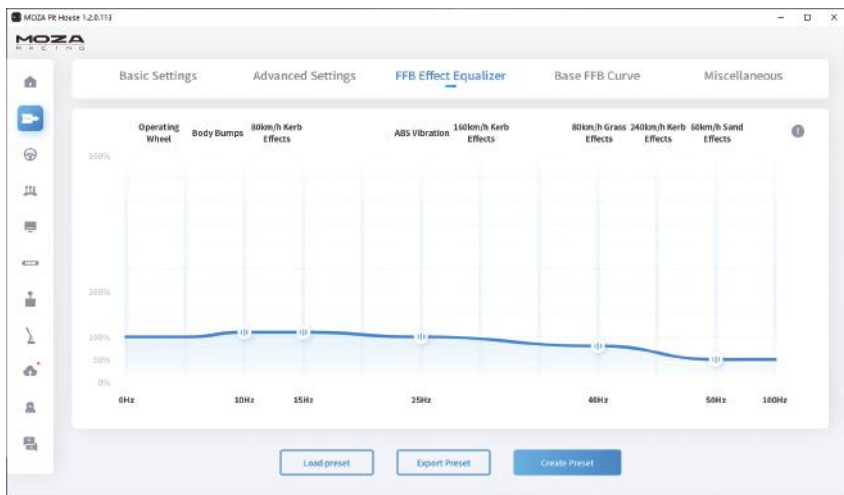 MOZA Pit House 1.2.0.113
MOZA
RACING
Basic Settings
Advanced Settings
FFB Effect Equalizer
Base FFB Curve
Miscellaneous
Operating
Wheel
Body Bumps
80km/h Kerb
Effects
ABS Vibration
160km/h Kerb
Effects
80km/h Grass
Effects
240km/h Kerb
Effects
60km/h Sand
Effects
500%
200%
100%
50%
0%
0Hz
10Hz
15Hz
25Hz
40Hz
50Hz
100Hz
Load preset
Export Preset
Create Preset